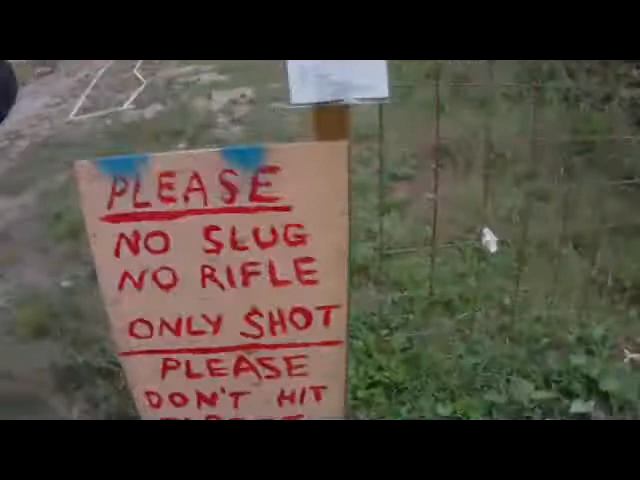 PLEASE
NO SLUG
NO RIFLE
ONLY SHOT
PLEASE
DON'T HIT